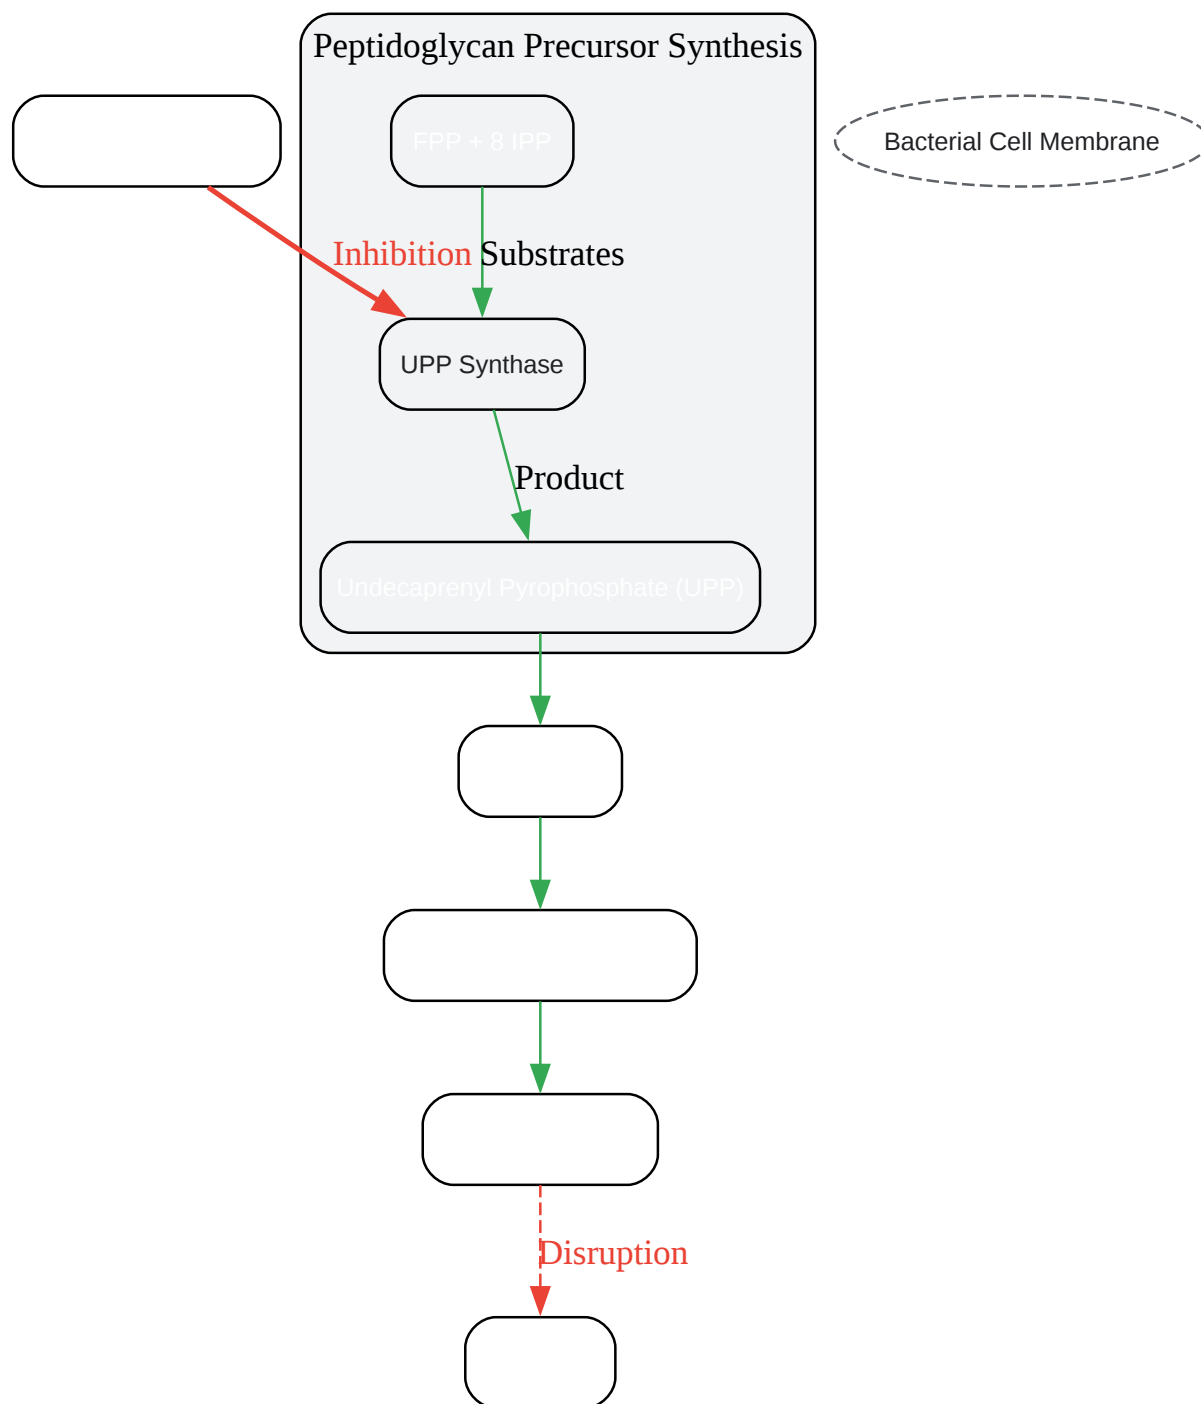 Peptidoglycan Precursor Synthesis
FPP + 8 IPP
Bacterial Cell Membrane
Inhibition
Substrates
UPP Synthase
Product
Undecaprenyl Pyrophosphate (UPP)
Disruption